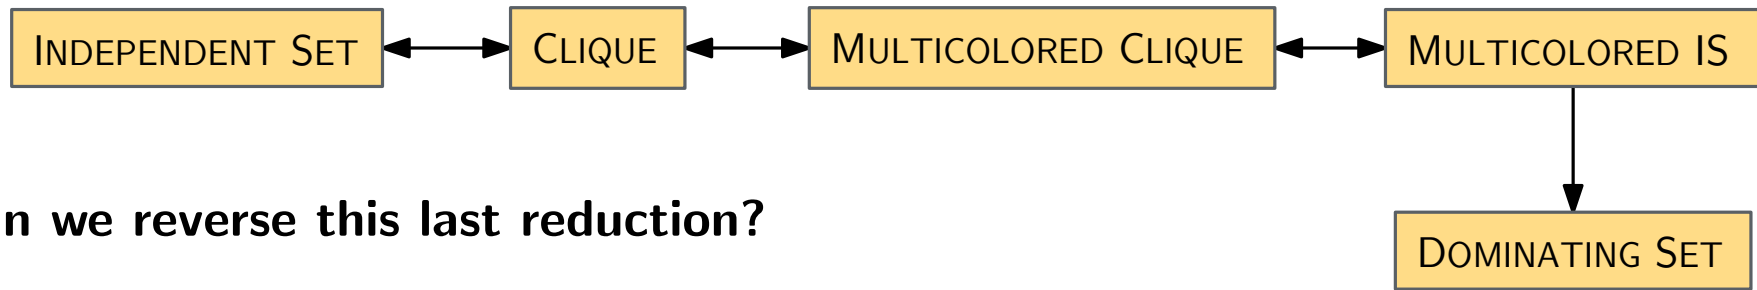 INDEPENDENT SET CLIQUE MULTICOLORED CLIQUE MULTICOLORED IS
n we reverse this last reduction?
DOMINATING SET